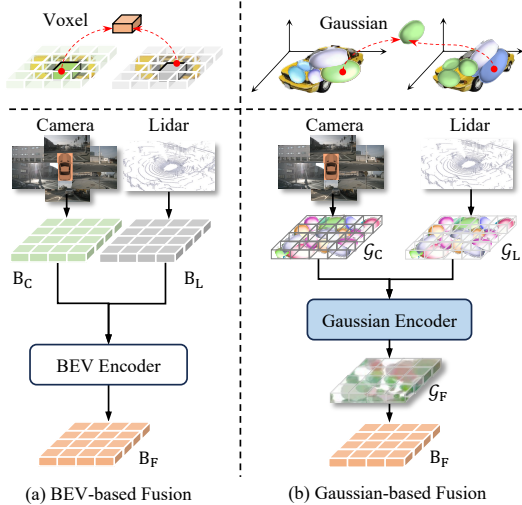 Voxel
Gaussian
Camera
Lidar
Camera
Lidar
B_C
B_L
𝒢_C
𝒢_L
BEV Encoder
Gaussian Encoder
𝒢_F
B_F
B_F
(a) BEV-based Fusion
(b) Gaussian-based Fusion